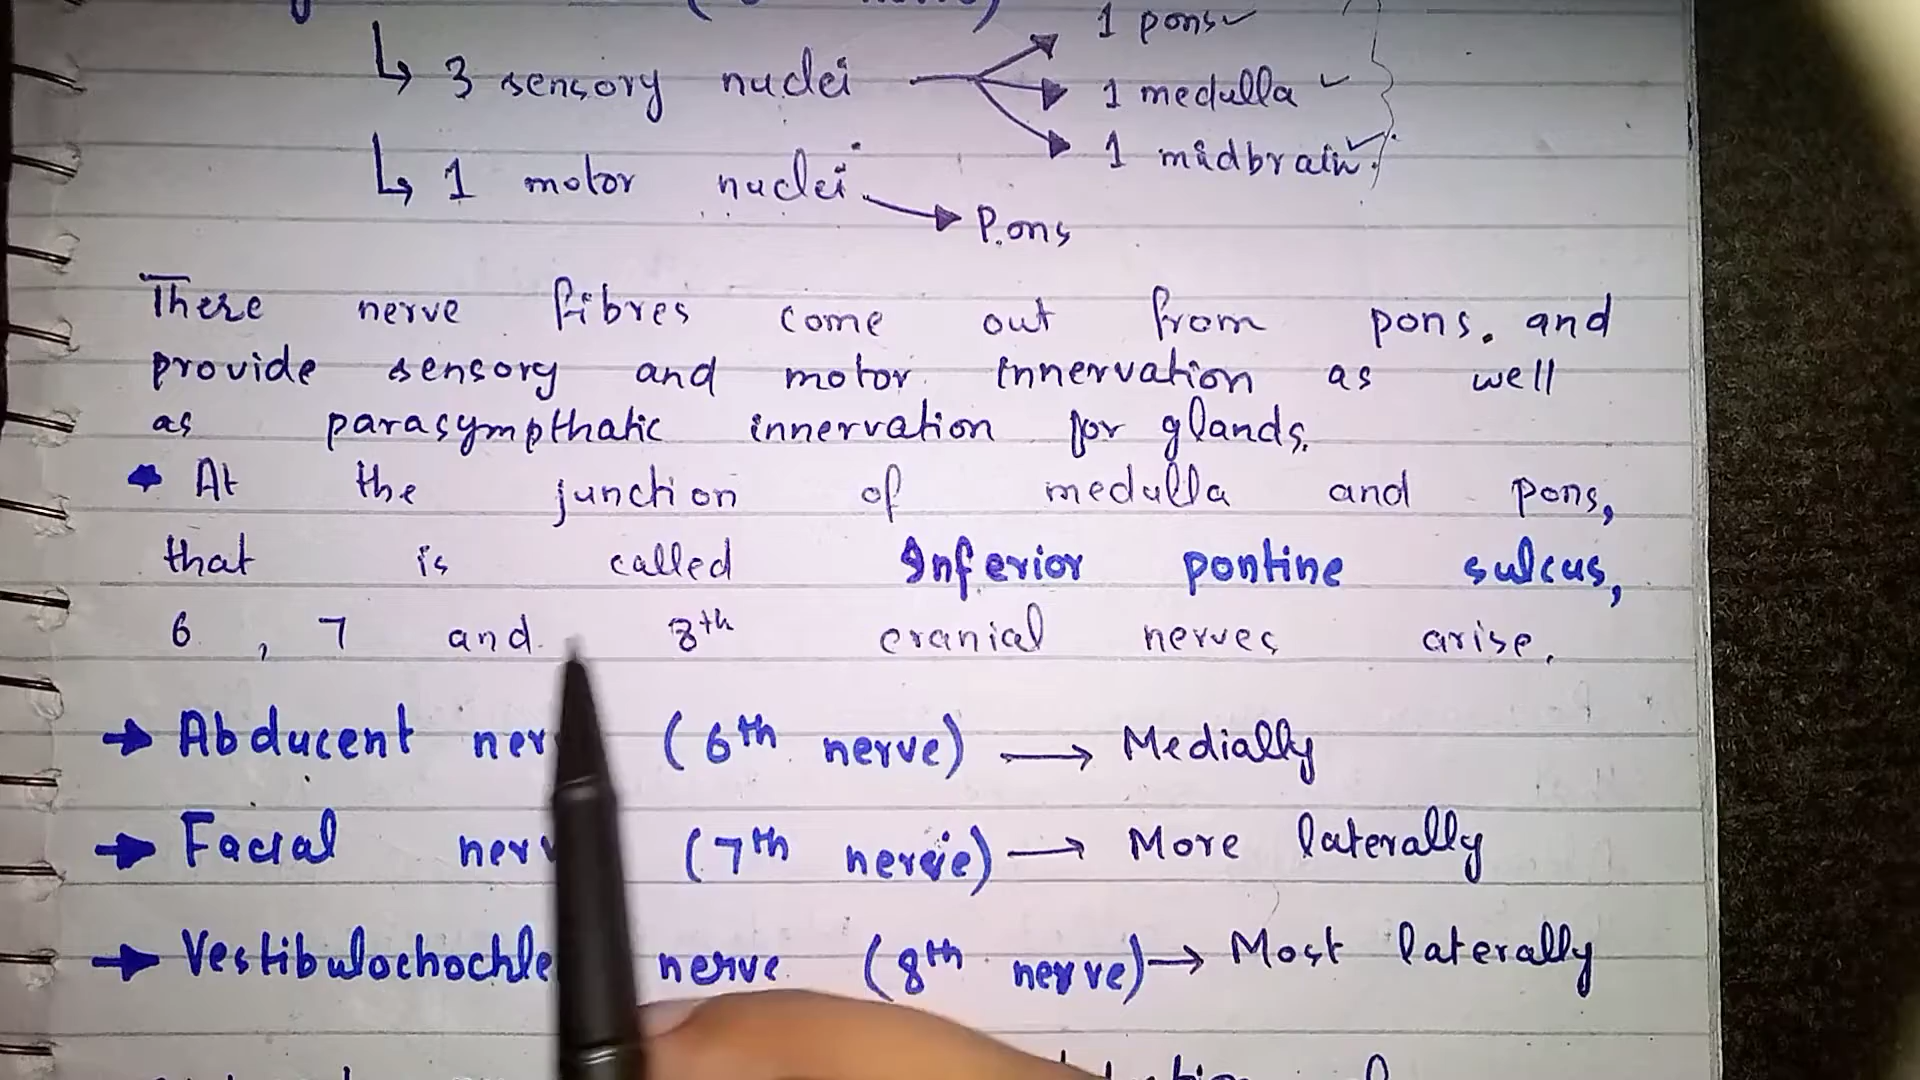 ↳ 3 sensory nuclei → 1 pons ✓
1 medulla ✓
1 midbrain ✓
↳ 1 motor nuclei → Pons
There nerve fibres come out from pons. and
provide sensory and motor innervation as well
as parasympthatic innervation for glands.
At the junction of medulla and pons,
that is called Inferior pontine sulcus,
6, 7 and 8th cranial nerves arise.
→ Abducent (6th nerve) → Medially
→ Facial (7th nerve) → More laterally
→ nerve (8th nerve) → Most laterally